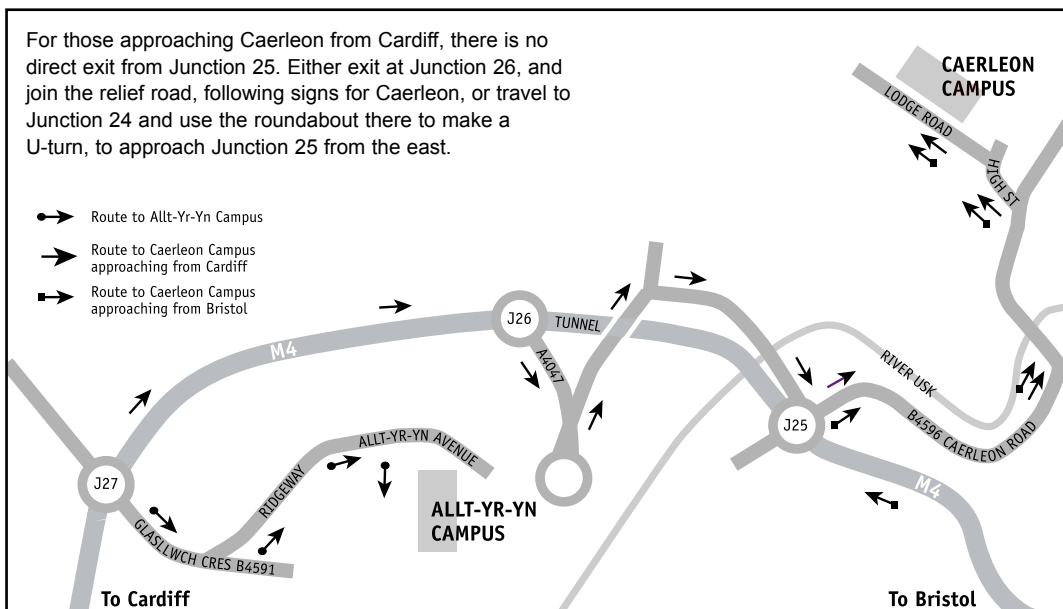 For those approaching Caerleon from Cardiff, there is no
direct exit from Junction 25. Either exit at Junction 26, and
join the relief road, following signs for Caerleon, or travel to
Junction 24 and use the roundabout there to make a
U-turn, to approach Junction 25 from the east.
CAERLEON
CAMPUS
LODGE ROAD
HIGH ST
Route to Allt-Yr-Yn Campus
Route to Caerleon Campus
approaching from Cardiff
Route to Caerleon Campus
approaching from Bristol
J26
TUNNEL
M4
A4047
RIVER USK
J25
B4596 CAERLEON ROAD
ALLT-YR-YN AVENUE
RIDGEWAY
J27
M4
ALLT-YR-YN
CAMPUS
GLASLLWCH CRES B4591
To Cardiff
To Bristol